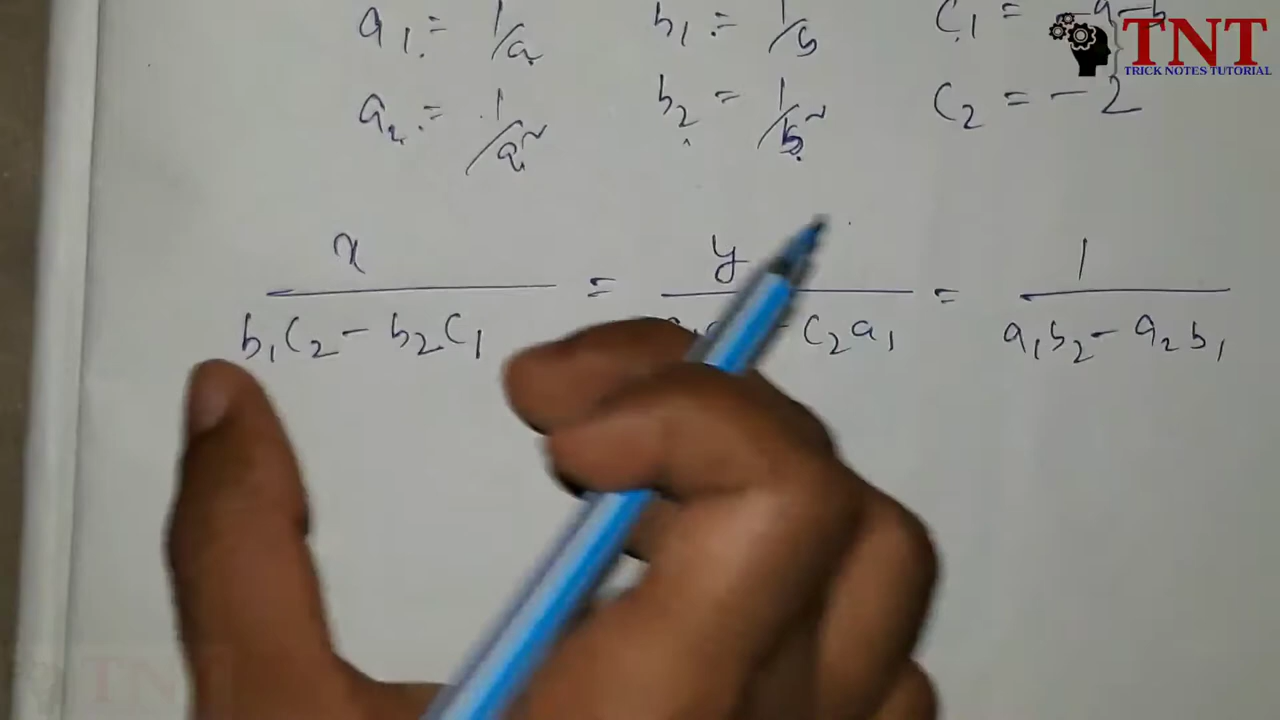 a₁ = 1/a b₁ = 1/b C₁ = -a-b
TNT
TRICK NOTES TUTORIAL
a₂ = 1/a² b₂ = 1/b² C₂ = -2
x / (b₁C₂ - b₂C₁) = y / ( C₂a₁) = 1 / (a₁b₂ - a₂b₁)
TNT